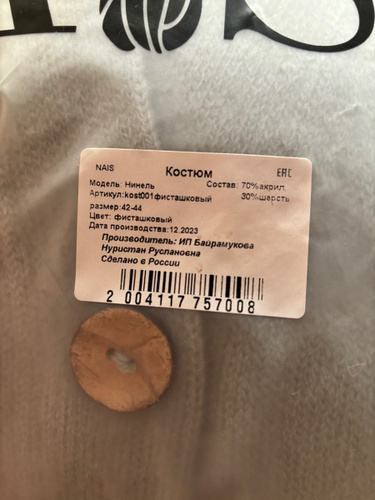 NAIS Костюм EAC
Модель: Нинель Состав: 70%акрил,
Артикул:kost001фисташковый 30%шерсть
размер:42-44
Цвет: фисташковый
Дата производства:12.2023
Производитель: ИП Байрамукова
Нуристан Руслановна
Сделано в России
2 004117 757008